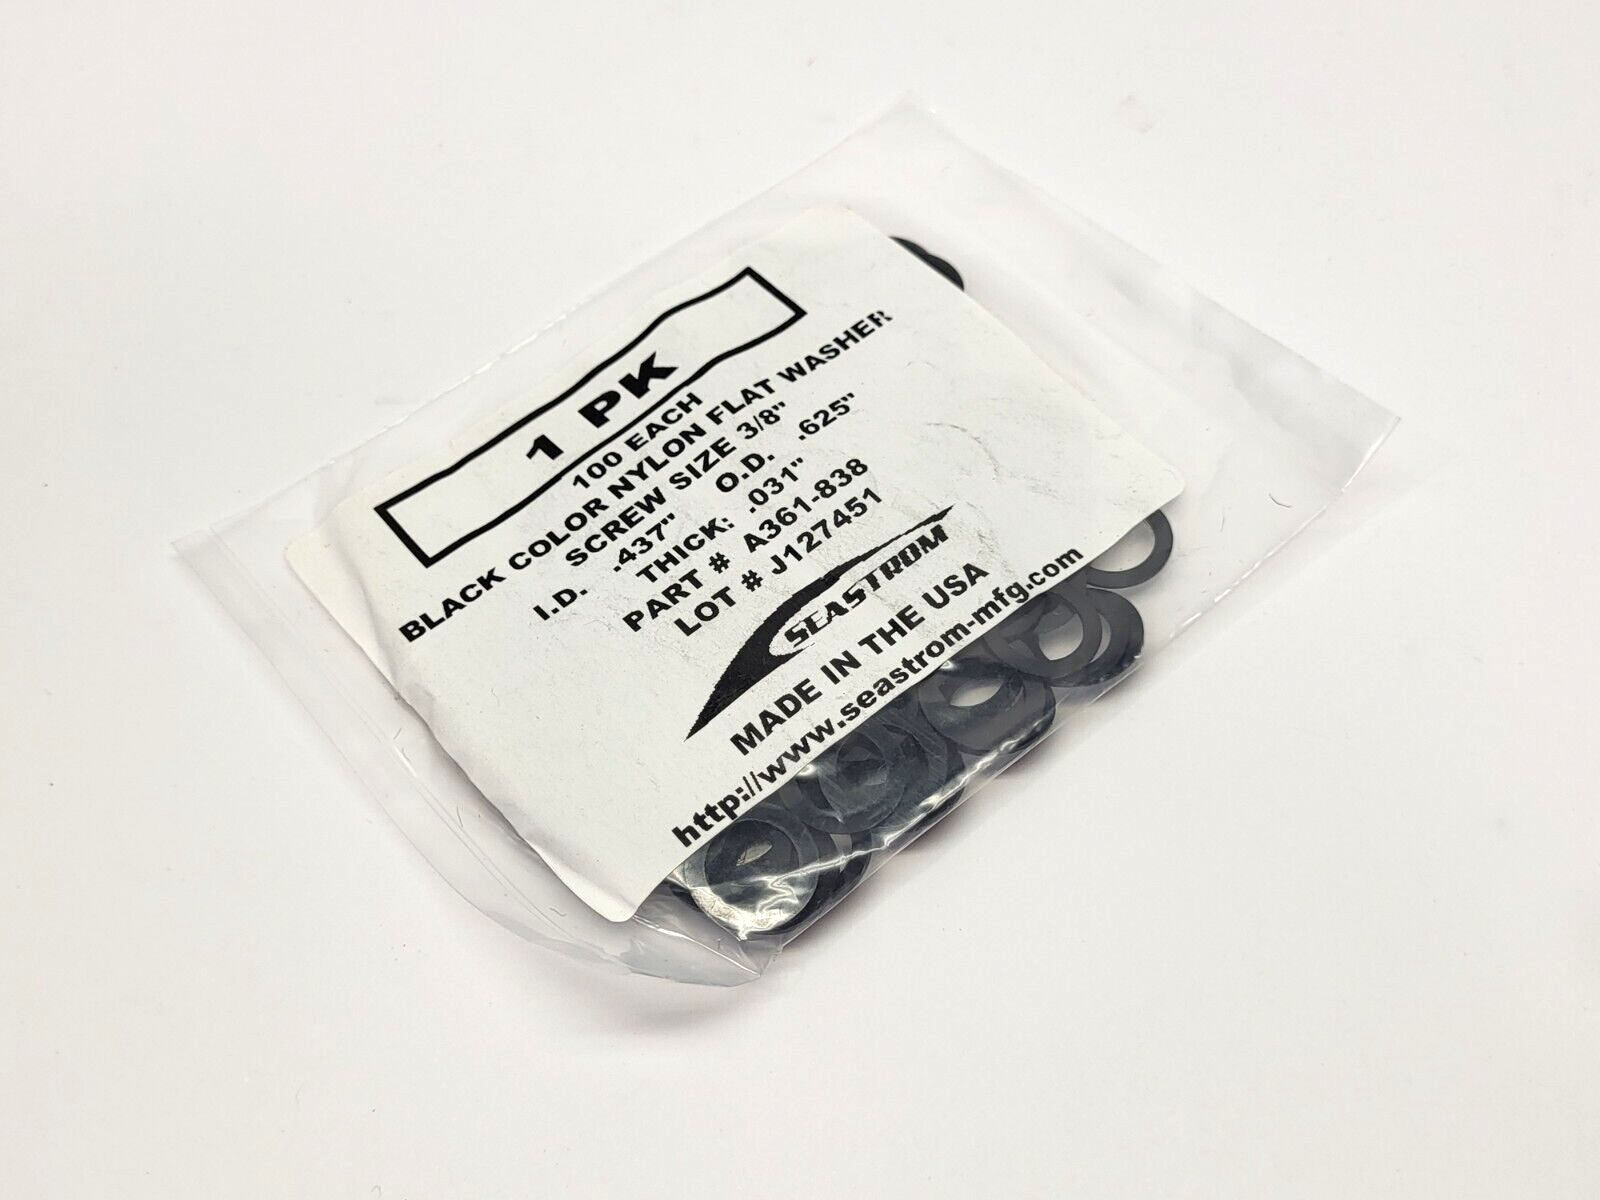 1 PK
100 EACH
BLACK COLOR NYLON FLAT WASHER
SCREW SIZE 3/8"
I.D. .437" O.D. .625"
THICK: .031"
PART # A361-838
LOT # J127451
SEASTROM
MADE IN THE USA
http://www.seastrom-mfg.com